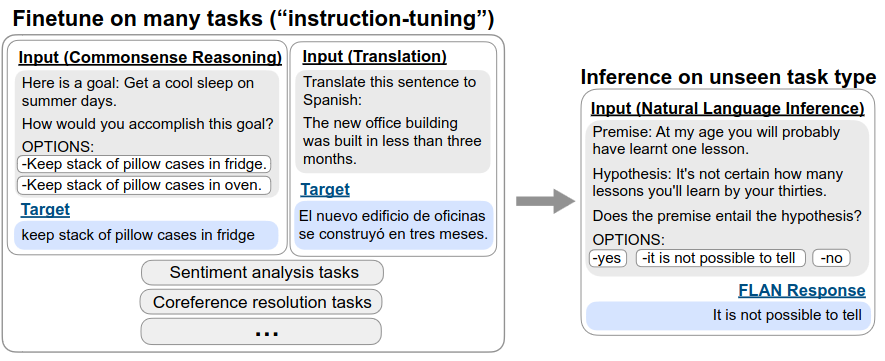 Finetune on many tasks (“instruction-tuning”)
Input (Commonsense Reasoning)
Here is a goal: Get a cool sleep on
summer days.
How would you accomplish this goal?
OPTIONS:
-Keep stack of pillow cases in fridge.
-Keep stack of pillow cases in oven.
Target
keep stack of pillow cases in fridge
Input (Translation)
Translate this sentence to
Spanish:
The new office building
was built in less than three
months.
Target
El nuevo edificio de oficinas
se construyó en tres meses.
Sentiment analysis tasks
Coreference resolution tasks
...
Inference on unseen task type
Input (Natural Language Inference)
Premise: At my age you will probably
have learnt one lesson.
Hypothesis: It's not certain how many
lessons you'll learn by your thirties.
Does the premise entail the hypothesis?
OPTIONS:
-yes -it is not possible to tell -no
FLAN Response
It is not possible to tell